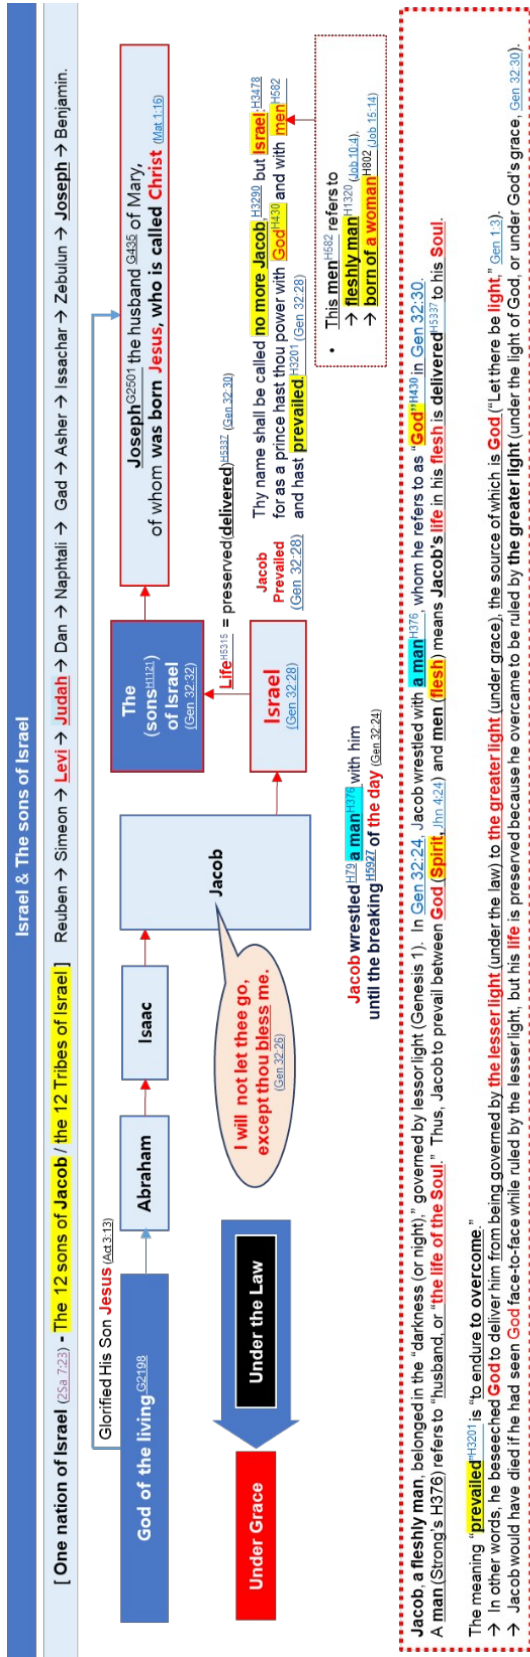 Israel & The sons of Israel
[ One nation of Israel (2Sa 7:23) - The 12 sons of Jacob / the 12 Tribes of Israel ] Reuben → Simeon → Levi → Judah → Dan → Naphtali → Gad → Asher → Issachar → Zebulun → Joseph → Benjamin.
Glorified His Son Jesus (Act 3:13)
God of the living G2198
Abraham
Isaac
Jacob
The
(sons H1121)
of Israel
(Gen 32:32)
Joseph G2501 the husband G435 of Mary,
of whom was born Jesus, who is called Christ (Mat 1:16)
Life H5315 = preserved(delivered) H5337 (Gen 32:30)
Israel
(Gen 32:28)
Jacob
Prevailed
(Gen 32:28)
Thy name shall be called no more Jacob, H3290 but Israel: H3478
for as a prince hast thou power with God H430 and with men H582
and hast prevailed. H3201 (Gen 32:28)
Under Grace
Under the Law
I will not let thee go,
except thou bless me.
(Gen 32:26)
Jacob wrestled H79 a man H376 with him
until the breaking H5927 of the day (Gen 32:24)
• This men H582 refers to
→ fleshly man H1320 (Job 10:4).
→ born of a woman H802 (Job 15:14)
Jacob, a fleshly man, belonged in the “darkness (or night),” governed by lessor light (Genesis 1). In Gen 32:24, Jacob wrestled with a man H376, whom he refers to as “God” H430 in Gen 32:30.
A man (Strong's H376) refers to “husband, or “the life of the Soul.” Thus, Jacob to prevail between God (Spirit, Jhn 4:24) and men (flesh) means Jacob's life in his flesh is delivered H5337 to his Soul.
The meaning “prevailed” H3201 is “to endure to overcome.”
→ In other words, he beseeched God to deliver him from being governed by the lesser light (under the law) to the greater light (under grace), the source of which is God (“Let there be light,” Gen 1:3).
→ Jacob would have died if he had seen God face-to-face while ruled by the lesser light, but his life is preserved because he overcame to be ruled by the greater light (under the light of God, or under God's grace, Gen 32:30).